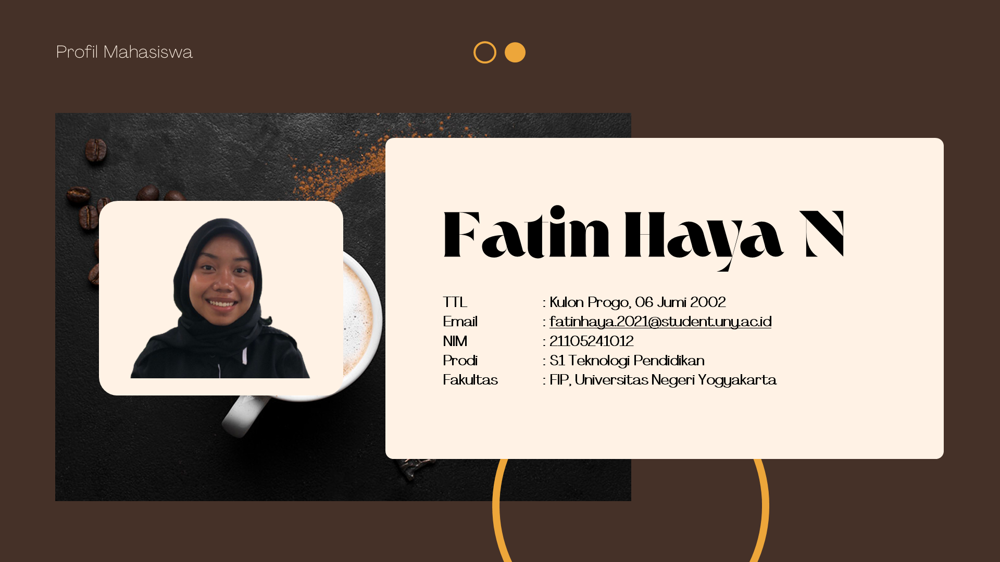 Profil Mahasiswa
Fatin Haya N
TTL : Kulon Progo, 06 Jumi 2002
Email : fatinhaya.2021@student.uny.ac.id
NIM : 21105241012
Prodi : S1 Teknologi Pendidikan
Fakultas : FIP, Universitas Negeri Yogyakarta